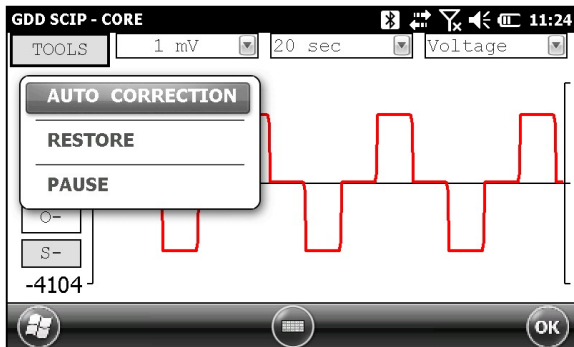 GDD SCIP - CORE 11:24
TOOLS 1 mV 20 sec Voltage
AUTO CORRECTION
RESTORE
PAUSE
O-
S-
-4104
OK